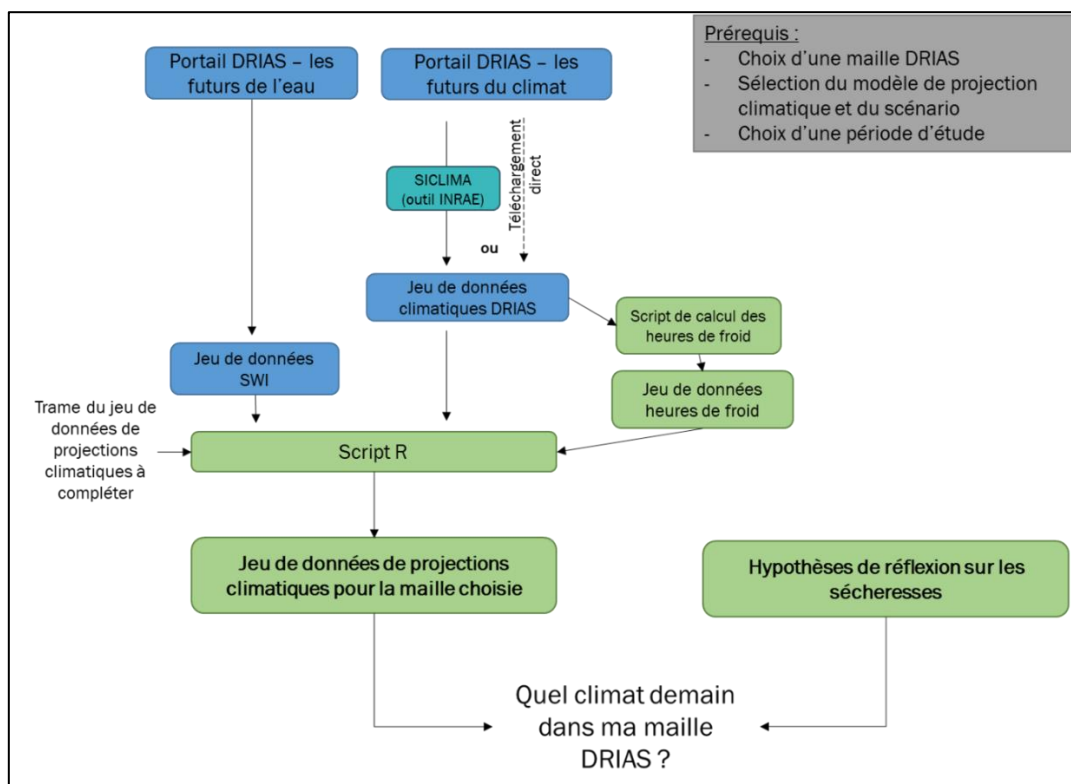 Portail DRIAS – les
futurs de l'eau
Portail DRIAS – les
futurs du climat
Prérequis :
- Choix d'une maille DRIAS
- Sélection du modèle de projection
climatique et du scénario
- Choix d'une période d'étude
SICLIMA
(outil INRAE)
Téléchargement
direct
ou
Jeu de données
climatiques DRIAS
Script de calcul des
heures de froid
Jeu de données
SWI
Jeu de données
heures de froid
Trame du jeu de
données de
projections
climatiques à
compléter
Script R
Jeu de données de projections
climatiques pour la maille choisie
Hypothèses de réflexion sur les
sécheresses
Quel climat demain
dans ma maille
DRIAS ?